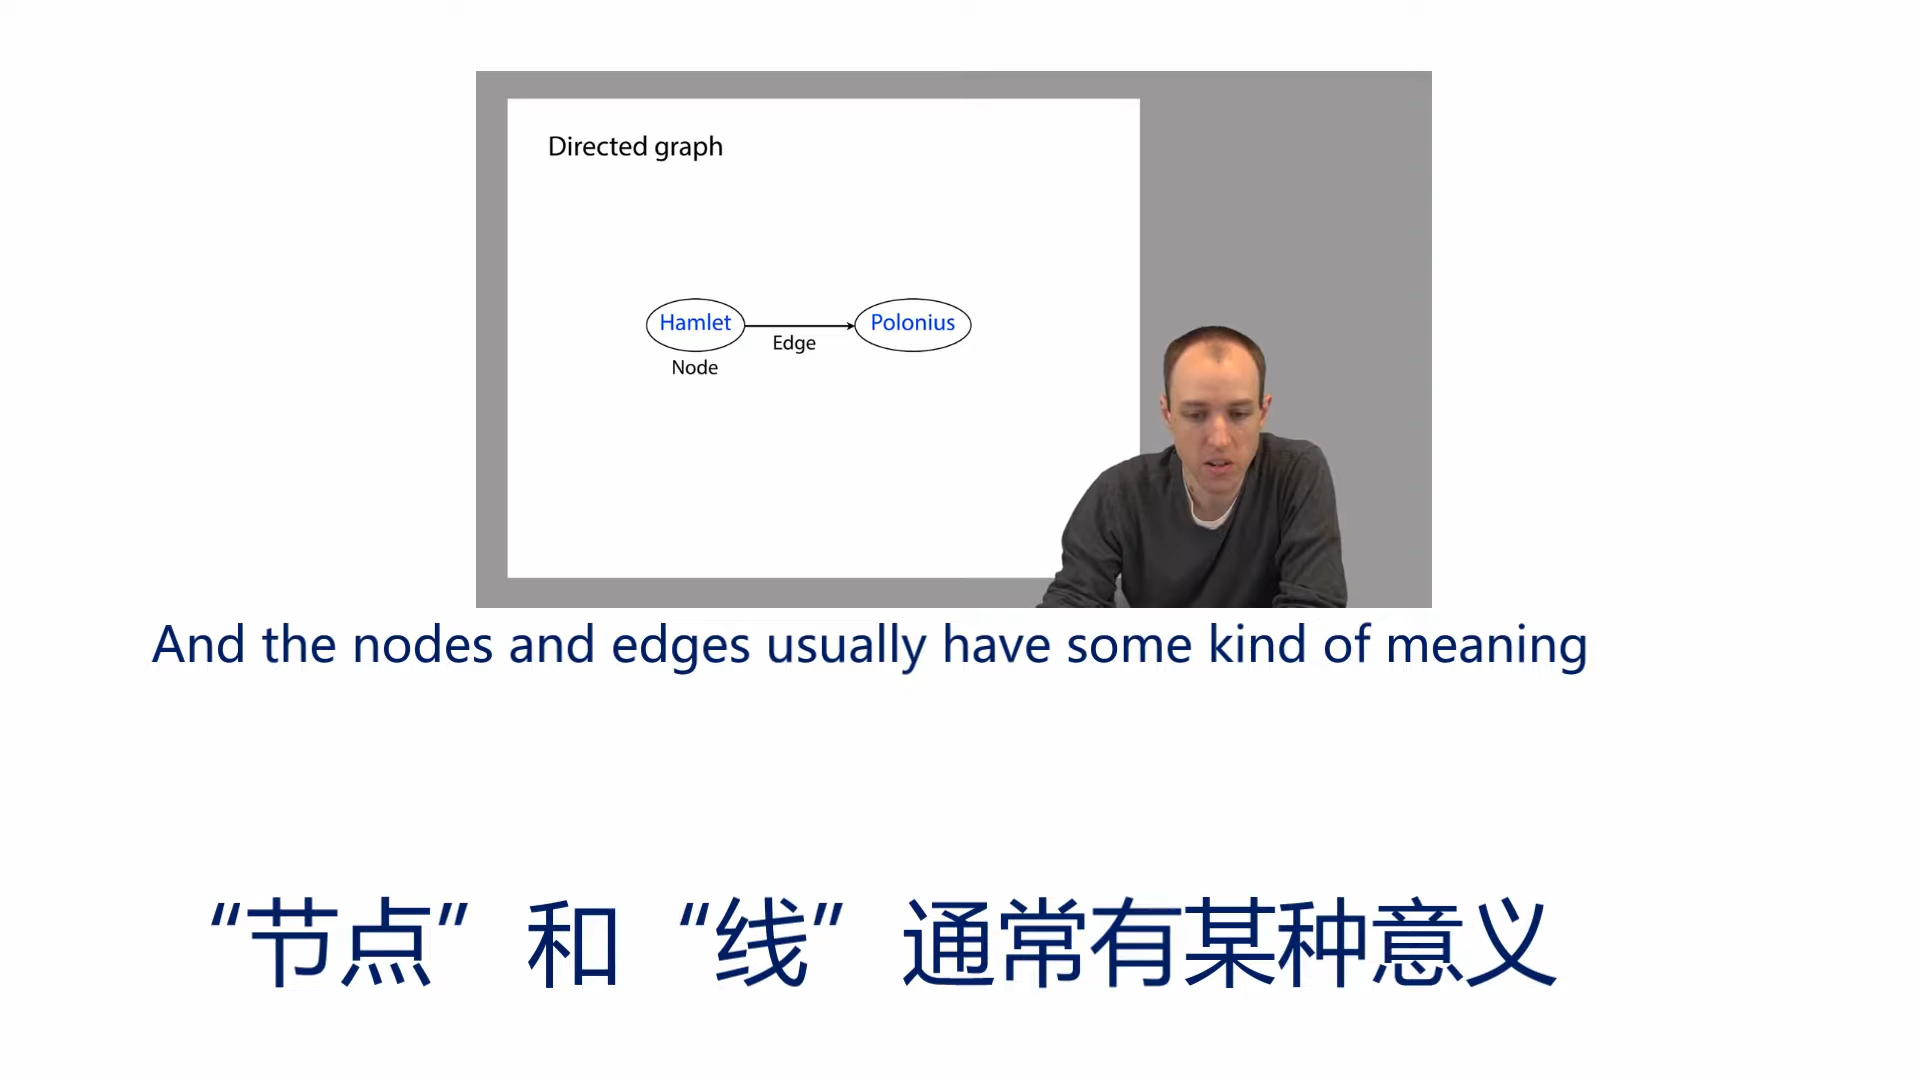 Directed graph
Hamlet
Polonius
Edge
Node
And the nodes and edges usually have some kind of meaning
“节点”和“线”通常有某种意义